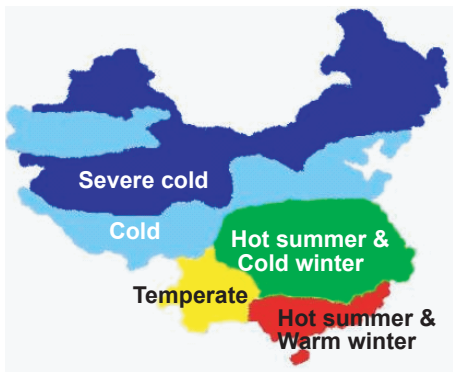 Severe cold
Cold
Hot summer &
Cold winter
Temperate
Hot summer &
Warm winter